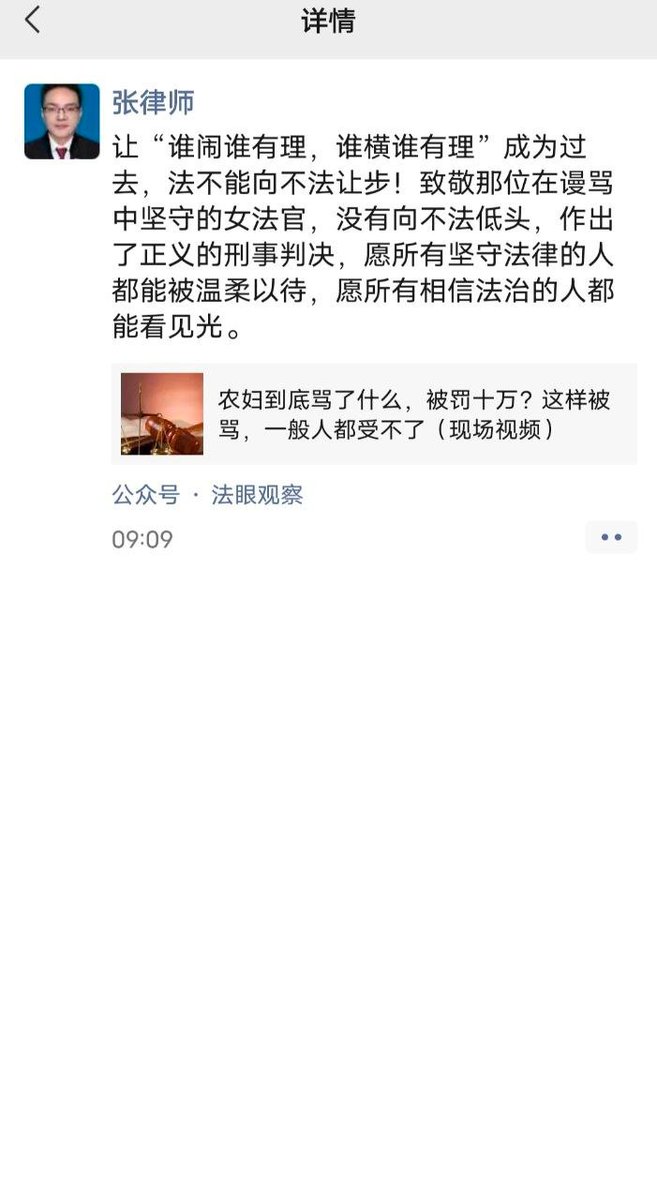 详情
张律师
让“谁闹谁有理，谁横谁有理”成为过
去，法不能向不法让步！致敬那位在谩骂
中坚守的女法官，没有向不法低头，作出
了正义的刑事判决，愿所有坚守法律的人
都能被温柔以待，愿所有相信法治的人都
能看见光。
农妇到底骂了什么，被罚十万？这样被
骂，一般人都受不了（现场视频）
公众号 · 法眼观察
09:09